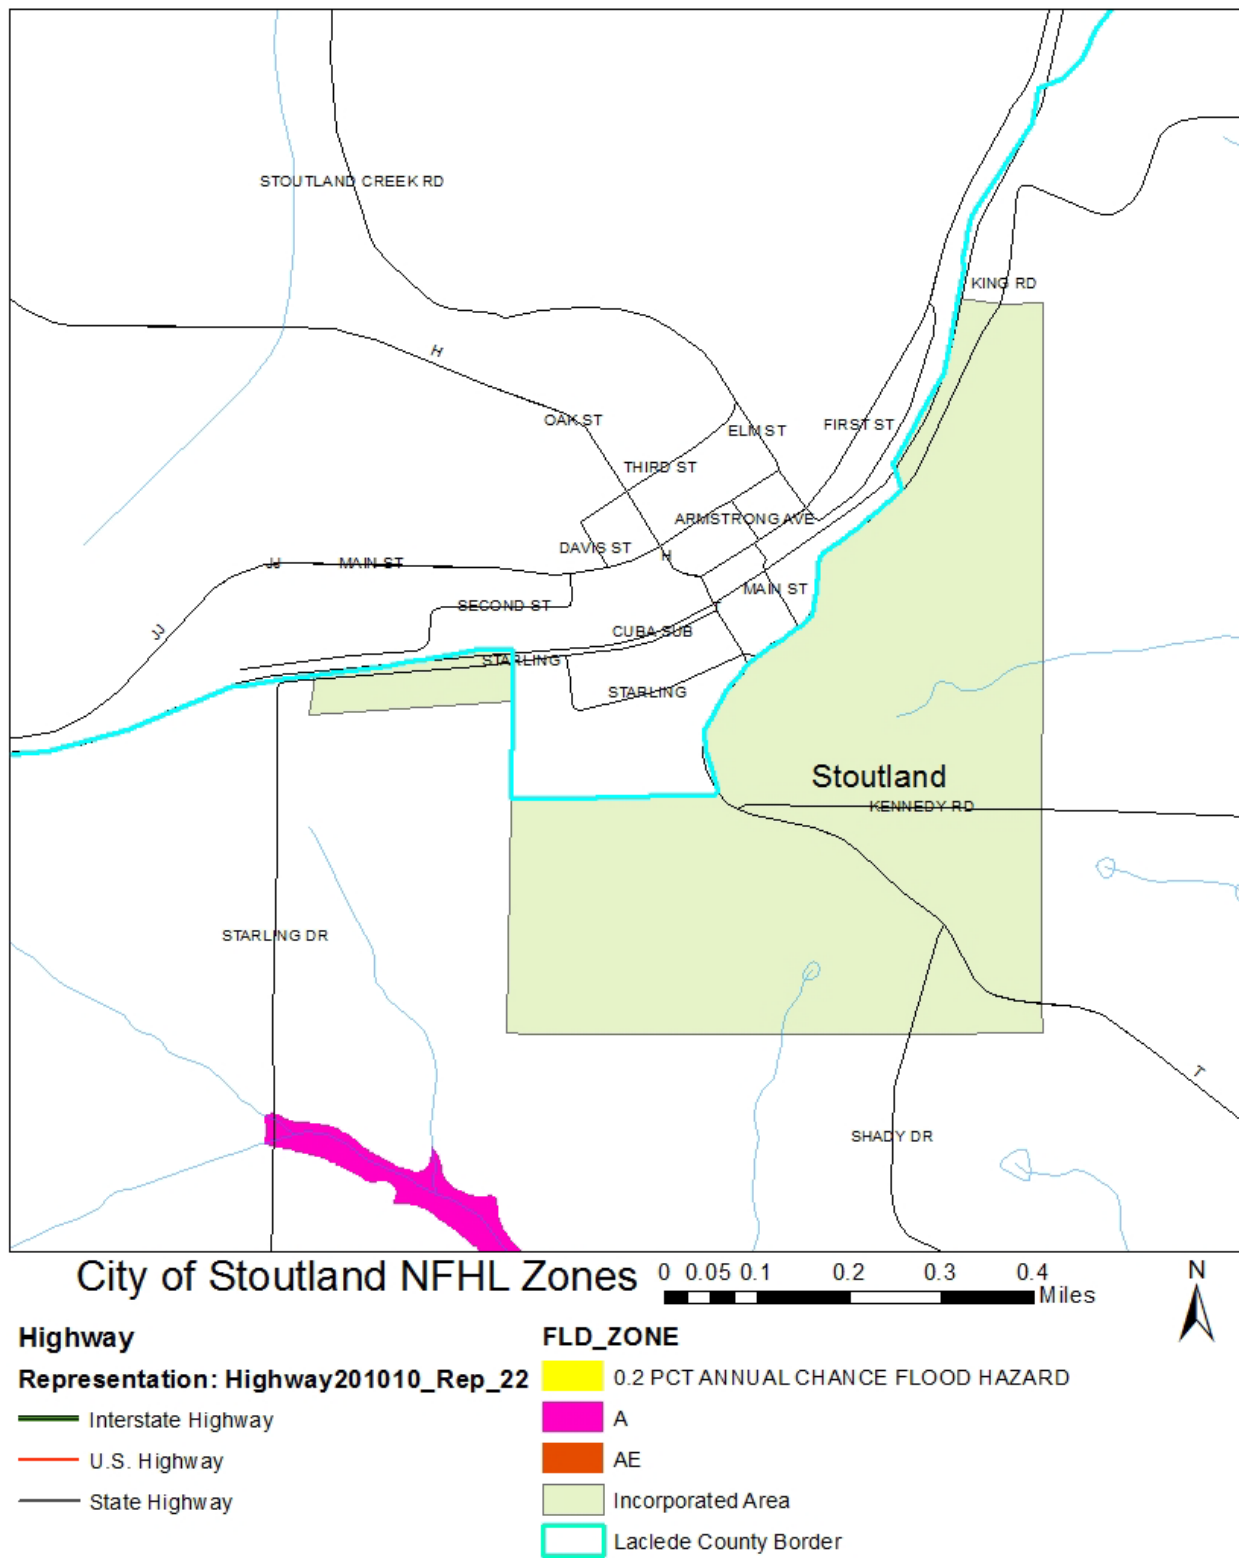 STOUTLAND CREEK RD
KING RD
H
OAK ST
ELM ST
FIRST ST
THIRD ST
ARMSTRONG AVE
DAVIS ST
H
JJ
MAIN ST
MAIN ST
SECOND ST
JJ
CUBA SUB
STARLING
STARLING
Stoutland
KENNEDY RD
STARLING DR
T
SHADY DR
City of Stoutland NFHL Zones
0 0.05 0.1 0.2 0.3 0.4
Miles
N
Highway
Representation: Highway201010_Rep_22
Interstate Highway
U.S. Highway
State Highway
FLD_ZONE
0.2 PCT ANNUAL CHANCE FLOOD HAZARD
A
AE
Incorporated Area
Laclede County Border